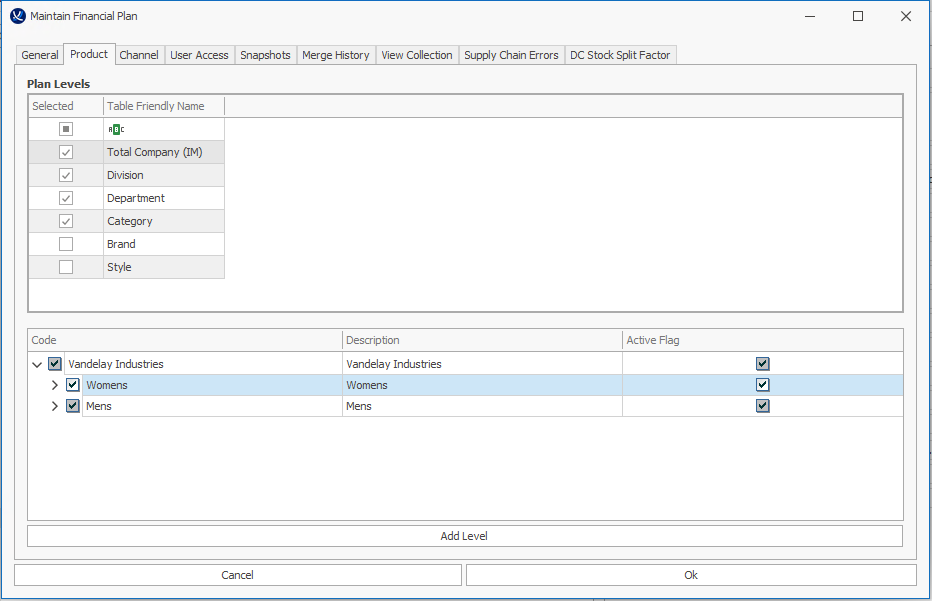 Maintain Financial Plan
General Product Channel User Access Snapshots Merge History View Collection Supply Chain Errors DC Stock Split Factor
Plan Levels
Selected Table Friendly Name
ABC
Total Company (IM)
Division
Department
Category
Brand
Style
Code Description Active Flag
Vandelay Industries Vandelay Industries
Womens Womens
Mens Mens
Add Level
Cancel Ok